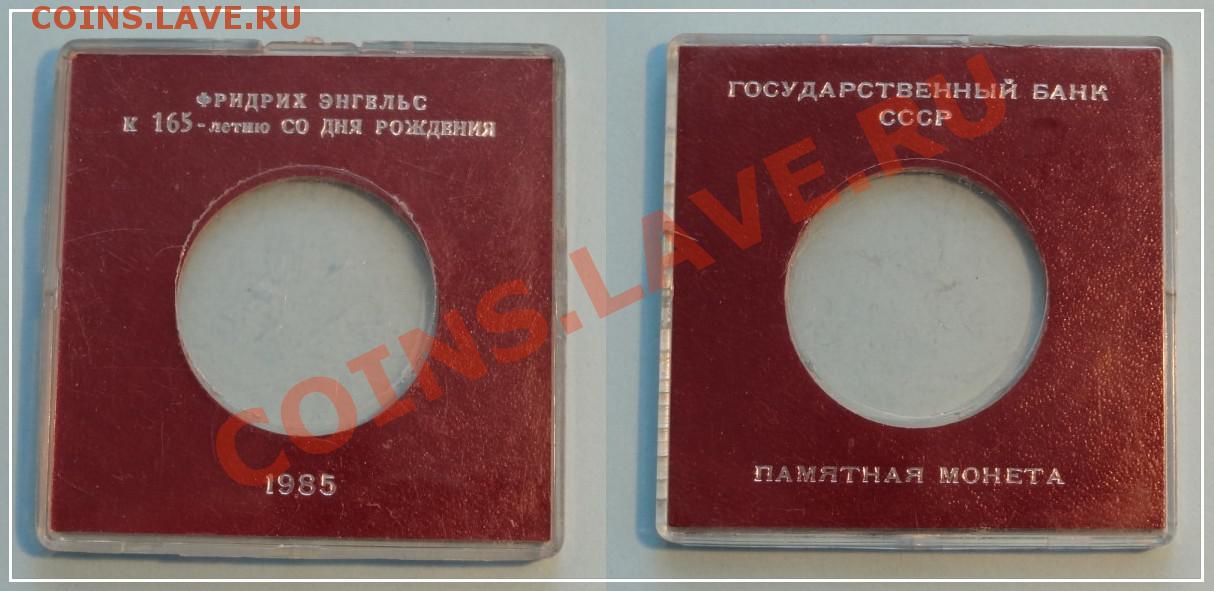 COINS.LAVE.RU
ФРИДРИХ ЭНГЕЛЬС
К 165-летию СО ДНЯ РОЖДЕНИЯ
1985
ГОСУДАРСТВЕННЫЙ БАНК
СССР
ПАМЯТНАЯ МОНЕТА
COINS.LAVE.RU